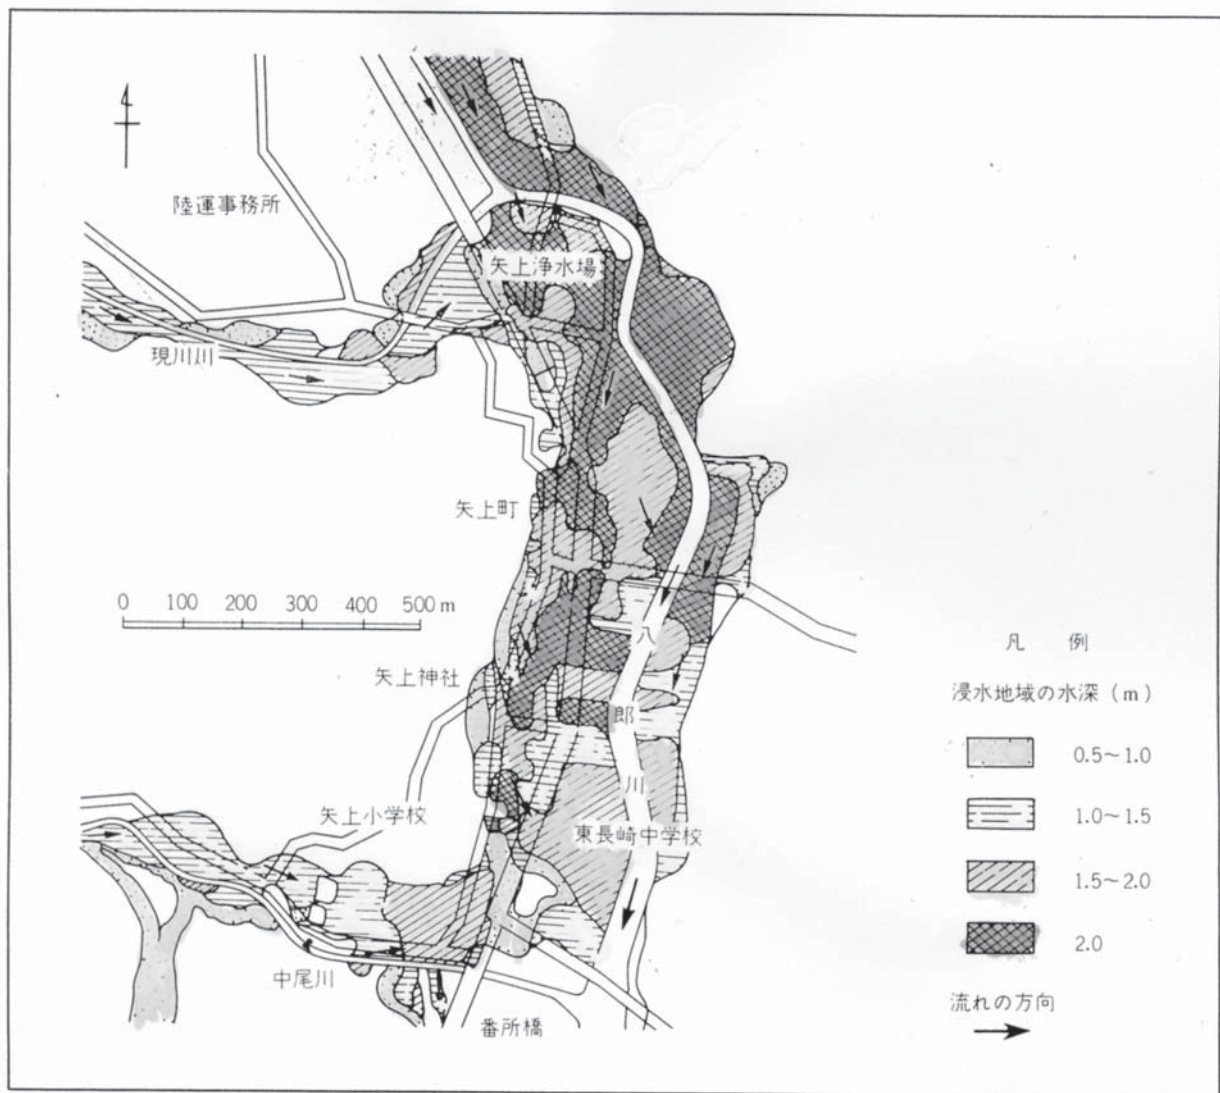 4
陸運事務所
矢上浄水場
現川川
矢上町
0 100 200 300 400 500 m
八郎川
矢上神社
矢上小学校
東長崎中学校
中尾川
番所橋
凡 例
浸水地域の水深(m)
0.5~1.0
1.0~1.5
1.5~2.0
2.0
流れの方向